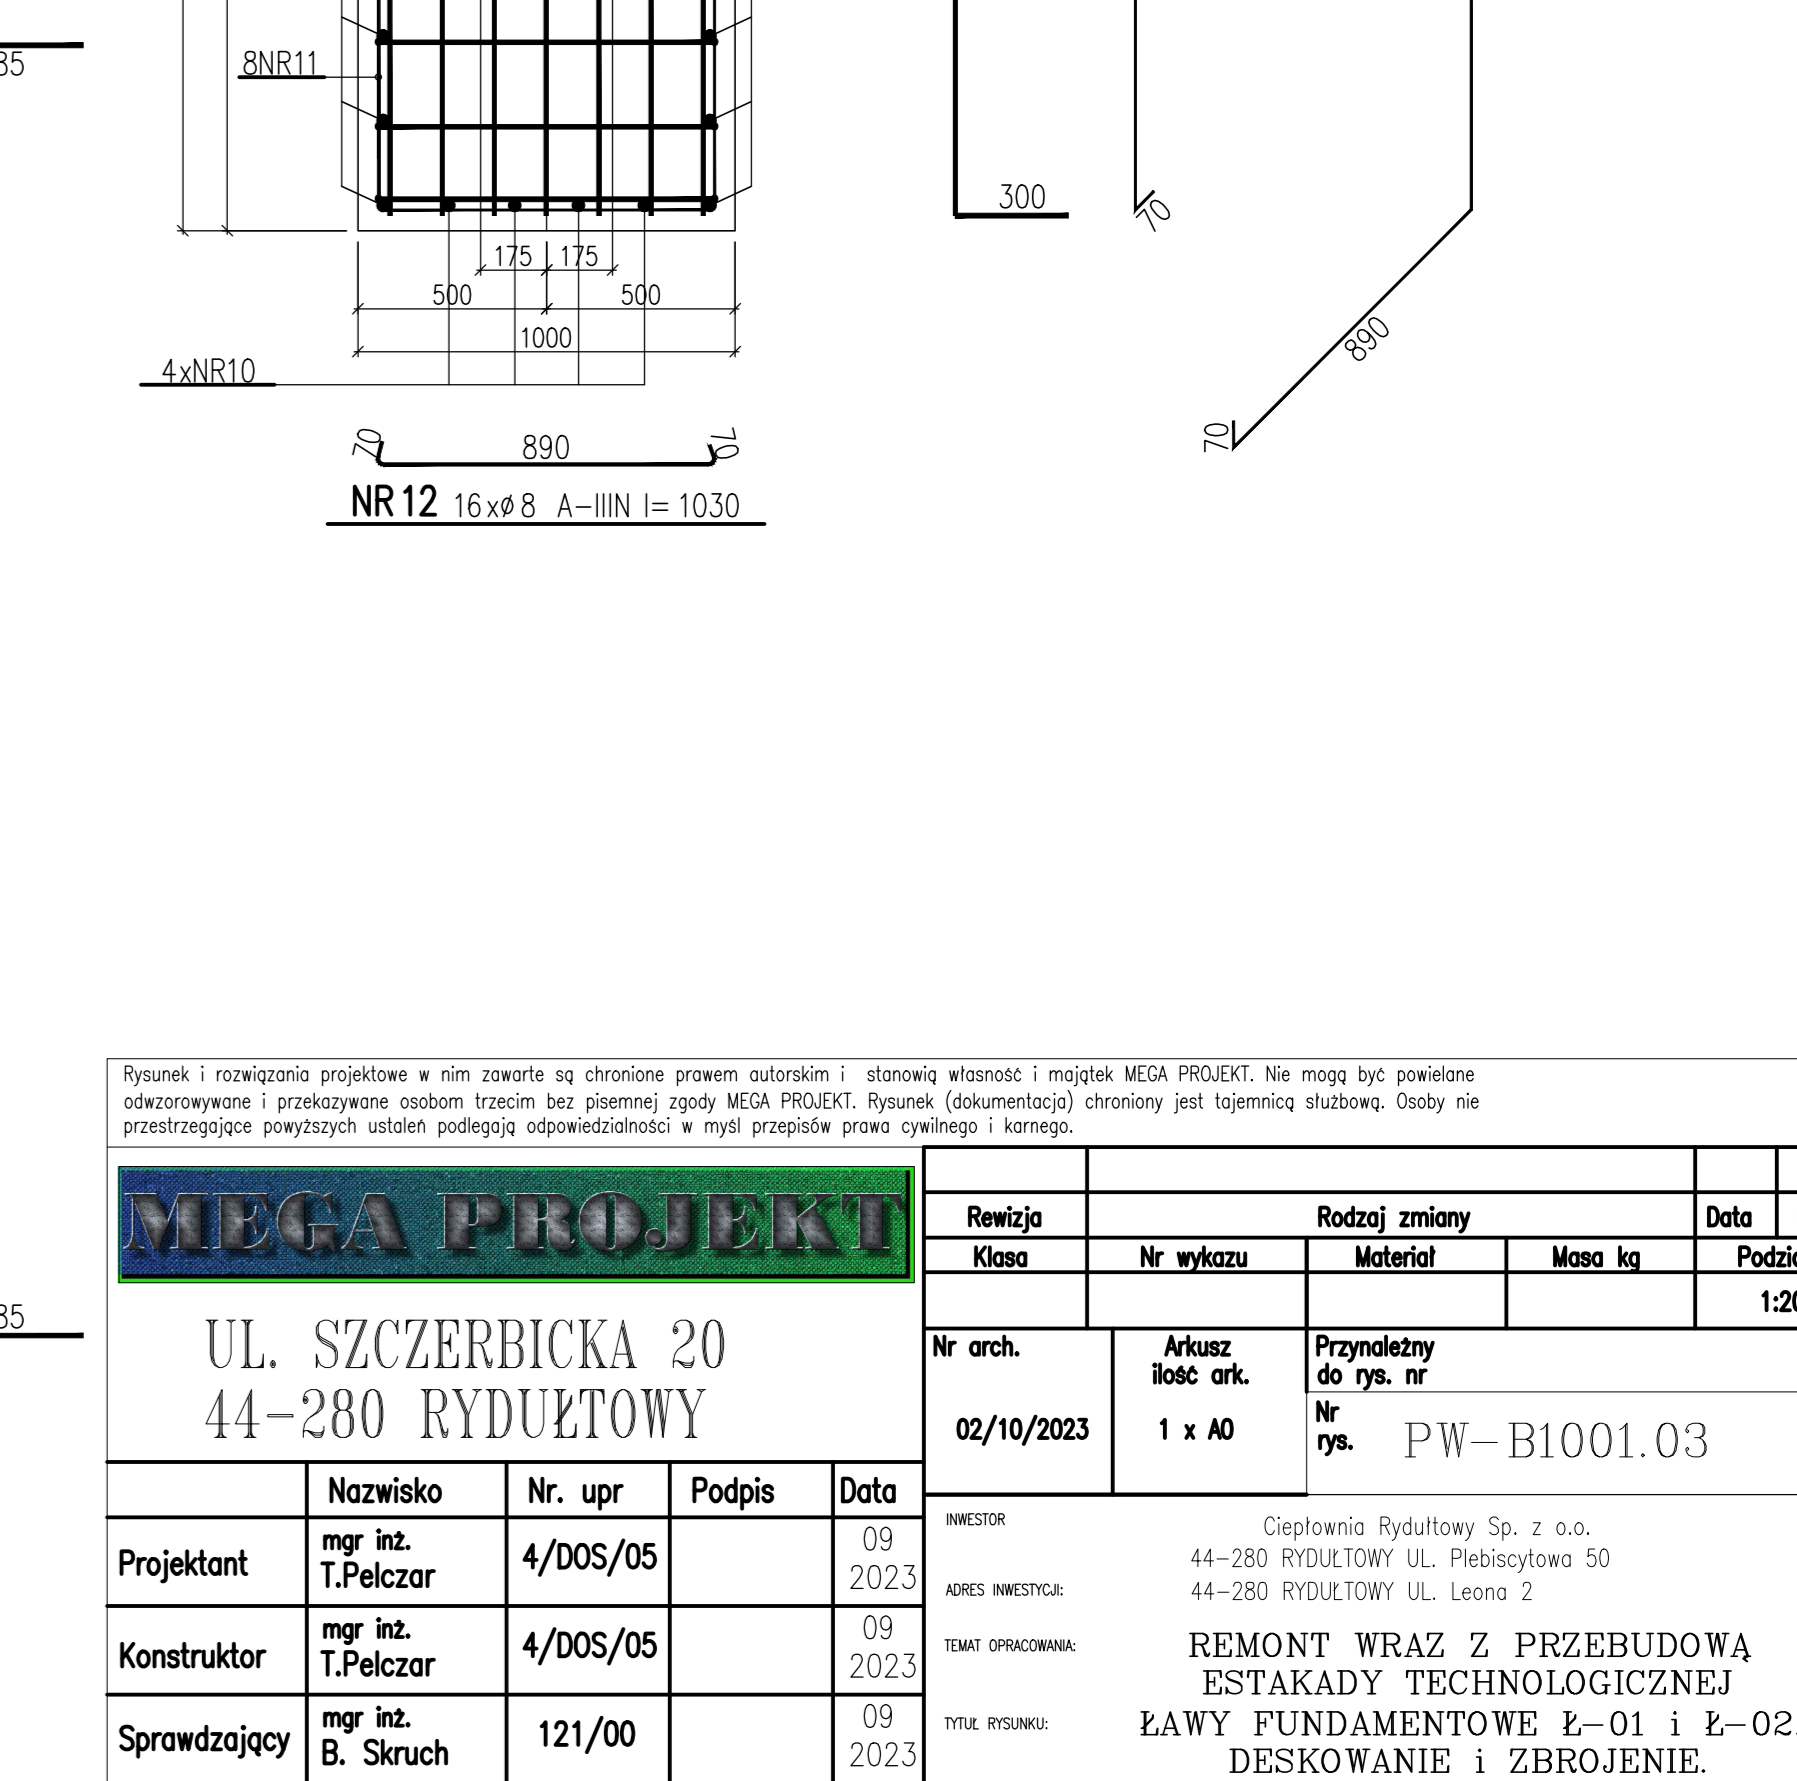 8NR11
300
70
175 175
500 500
1000
4xNR10
890
70
70 890 70
NR 12 16xø8 A-IIIN l= 1030
Rysunek i rozwiązania projektowe w nim zawarte są chronione prawem autorskim i stanowią własność i majątek MEGA PROJEKT. Nie mogą być powielane
odwzorowywane i przekazywane osobom trzecim bez pisemnej zgody MEGA PROJEKT. Rysunek (dokumentacja) chroniony jest tajemnicą służbową. Osoby nie
przestrzegające powyższych ustaleń podlegają odpowiedzialności w myśl przepisów prawa cywilnego i karnego.
MEGA PROJEKT
UL. SZCZERBICKA 20
44-280 RYDUŁTOWY
Nazwisko Nr. upr Podpis Data
Projektant mgr inż. T.Pelczar 4/DOS/05 09 2023
Konstruktor mgr inż. T.Pelczar 4/DOS/05 09 2023
Sprawdzający mgr inż. B. Skruch 121/00 09 2023
Rewizja Rodzaj zmiany Data
Klasa Nr wykazu Materiał Masa kg
Nr arch. Arkusz Przynależny
ilość ark. do rys. nr
02/10/2023 1 x A0
Nr rys. PW-B1001.03
INWESTOR Ciepłownia Rydułtowy Sp. z o.o.
44-280 RYDUŁTOWY UL. Plebiscytowa 50
ADRES INWESTYCJI: 44-280 RYDUŁTOWY UL. Leona 2
TEMAT OPRACOWANIA: REMONT WRAZ Z PRZEBUDOWĄ
ESTAKADY TECHNOLOGICZNEJ
TYTUŁ RYSUNKU: ŁAWY FUNDAMENTOWE Ł-01 i Ł-02.
DESKOWANIE i ZBROJENIE.